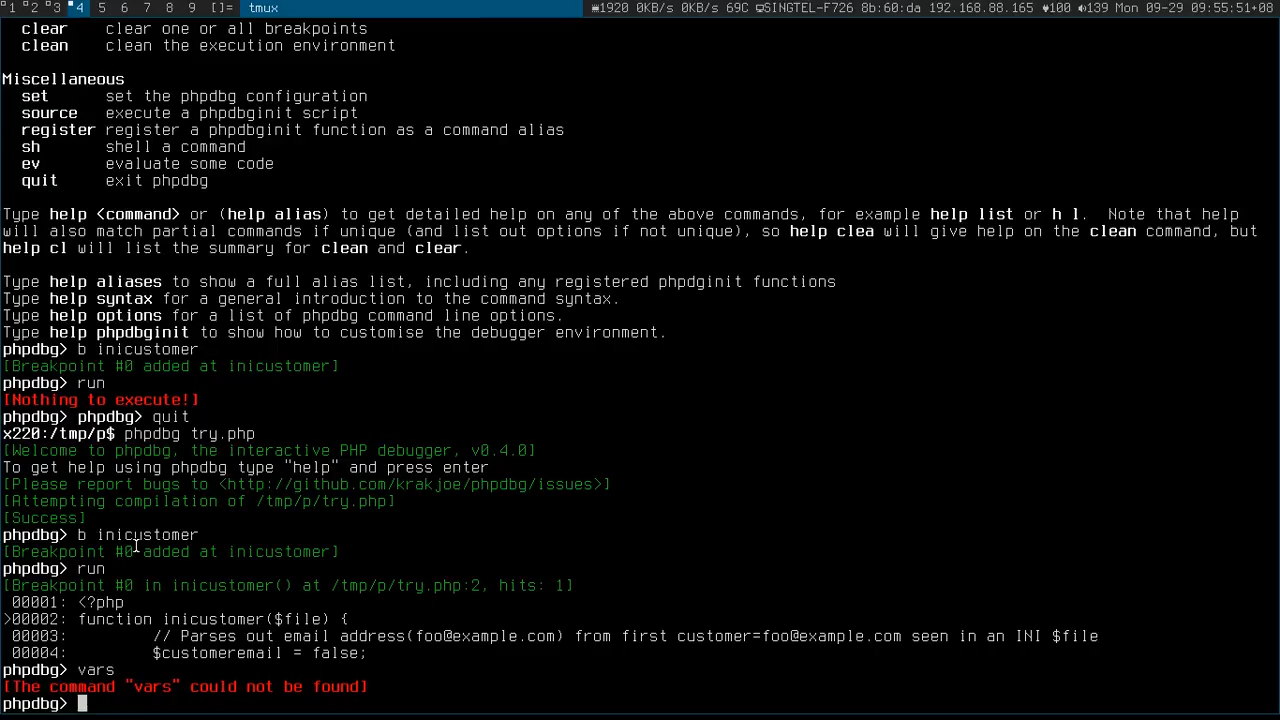 1 2 3 4 5 6 7 8 9 []= tmux 1920 0KB/s 0KB/s 69C SINGTEL-F726 8b:60:da 192.168.88.165 100 139 Mon 09-29 09:55:51+08
clear one or all breakpoints
clean clean the execution environment
Miscellaneous
set set the phpdbg configuration
source execute a phpdbginit script
register register a phpdbginit function as a command alias
sh shell a command
ev evaluate some code
quit exit phpdbg
Type help <command> or (help alias) to get detailed help on any of the above commands, for example help list or h l. Note that help
will also match partial commands if unique (and list out options if not unique), so help clea will give help on the clean command, but
help cl will list the summary for clean and clear.
Type help aliases to show a full alias list, including any registered phpdginit functions
Type help syntax for a general introduction to the command syntax.
Type help options for a list of phpdbg command line options.
Type help phpdbginit to show how to customise the debugger environment.
phpdbg> b inicustomer
[Breakpoint #0 added at inicustomer]
phpdbg> run
[Nothing to execute!]
phpdbg> phpdbg> quit
x220:/tmp/p$ phpdbg try.php
[Welcome to phpdbg, the interactive PHP debugger, v0.4.0]
To get help using phpdbg type "help" and press enter
[Please report bugs to <http://github.com/krakjoe/phpdbg/issues>]
[Attempting compilation of /tmp/p/try.php]
[Success]
phpdbg> b inicustomer
[Breakpoint #0 added at inicustomer]
phpdbg> run
[Breakpoint #0 in inicustomer() at /tmp/p/try.php:2, hits: 1]
00001: <?php
>00002: function inicustomer($file) {
00003: // Parses out email address(foo@example.com) from first customer=foo@example.com seen in an INI $file
00004: $customeremail = false;
phpdbg> vars
[The command "vars" could not be found]
phpdbg>